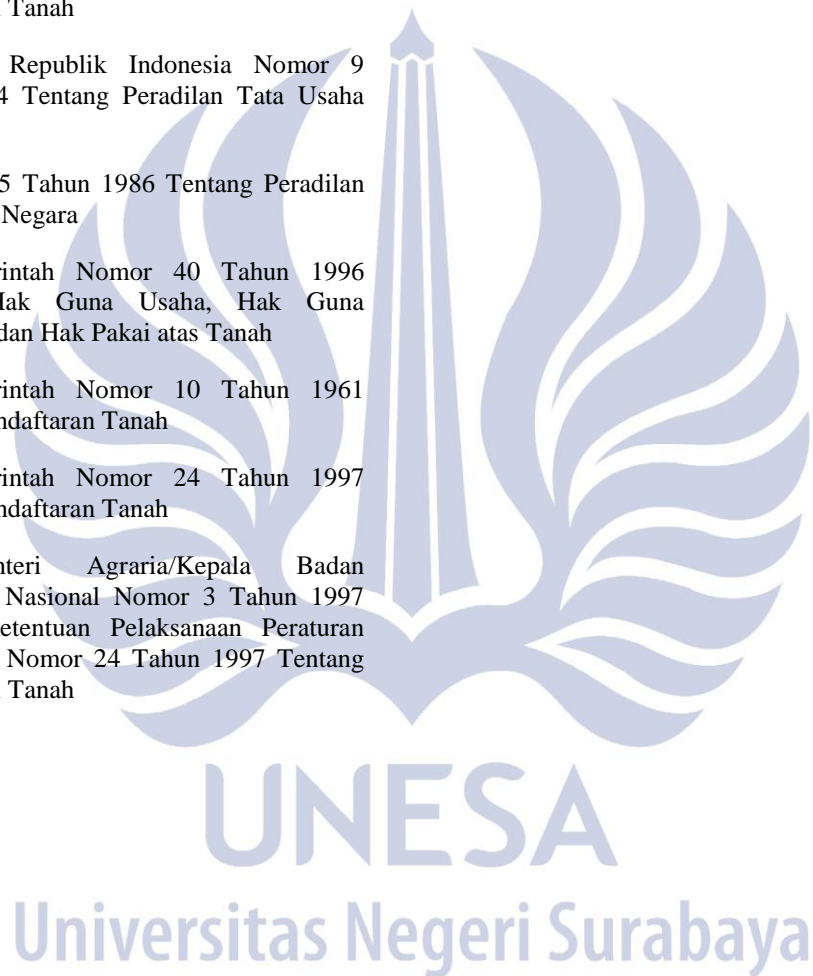 Tanah
Republik Indonesia Nomor 9
4 Tentang Peradilan Tata Usaha
5 Tahun 1986 Tentang Peradilan
Negara
rintah Nomor 40 Tahun 1996
Hak Guna Usaha, Hak Guna
dan Hak Pakai atas Tanah
rintah Nomor 10 Tahun 1961
ndaftaran Tanah
rintah Nomor 24 Tahun 1997
ndaftaran Tanah
nteri Agraria/Kepala Badan
Nasional Nomor 3 Tahun 1997
etentuan Pelaksanaan Peraturan
Nomor 24 Tahun 1997 Tentang
Tanah
UNESA
Universitas Negeri Surabaya